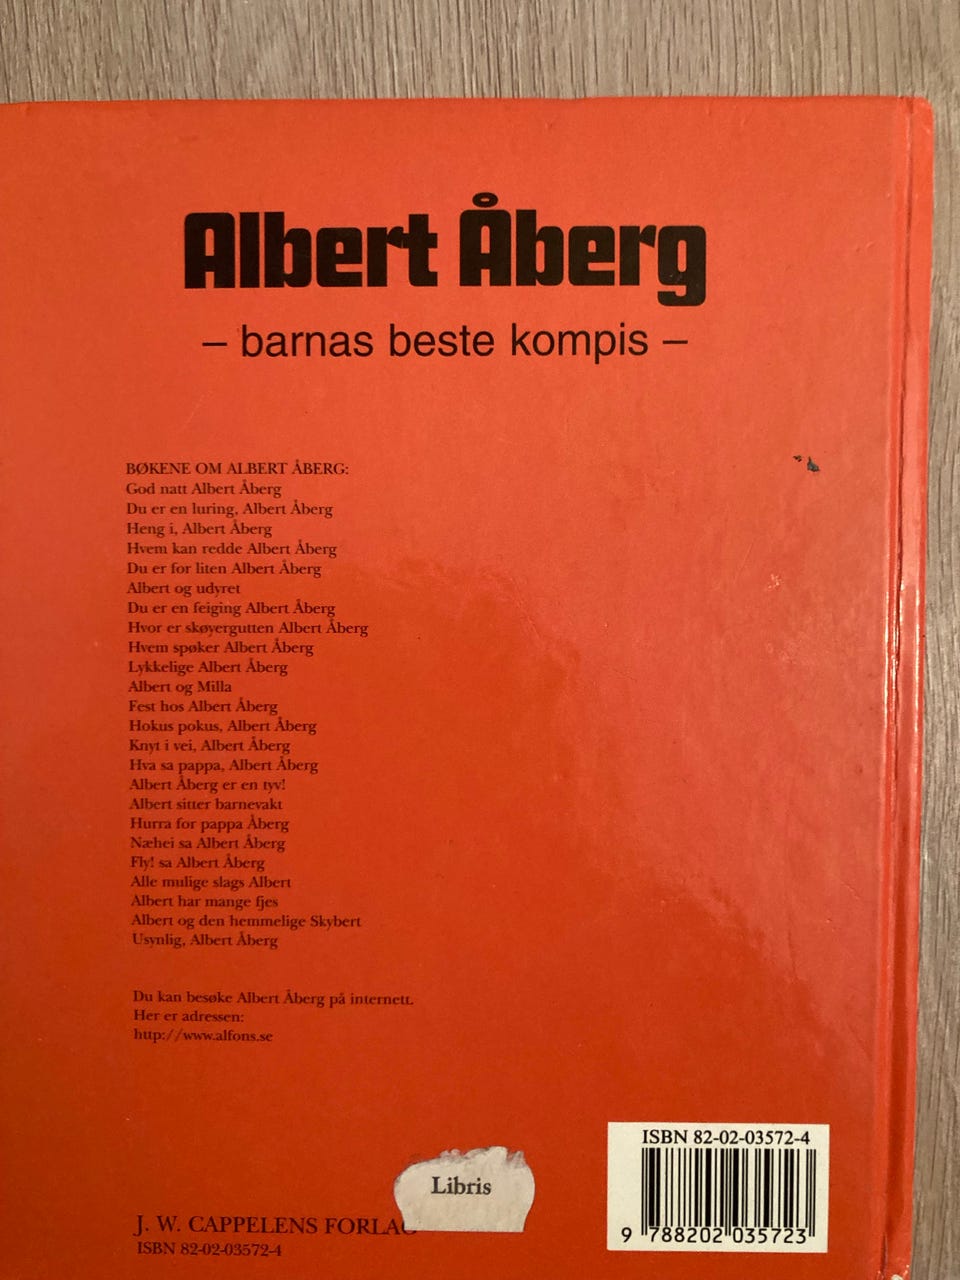 Albert Åberg
– barnas beste kompis –
BØKENE OM ALBERT ÅBERG:
God natt Albert Åberg
Du er en luring, Albert Åberg
Heng i, Albert Åberg
Hvem kan redde Albert Åberg
Du er for liten Albert Åberg
Albert og udyret
Du er en feiging Albert Åberg
Hvor er skøyergutten Albert Åberg
Hvem spøker Albert Åberg
Lykkelige Albert Åberg
Albert og Milla
Fest hos Albert Åberg
Hokus pokus, Albert Åberg
Knyt i vei, Albert Åberg
Hva sa pappa, Albert Åberg
Albert Åberg er en tyv!
Albert sitter barnevakt
Hurra for pappa Åberg
Næhei sa Albert Åberg
Fly! sa Albert Åberg
Alle mulige slags Albert
Albert har mange fjes
Albert og den hemmelige Skybert
Usynlig, Albert Åberg
Du kan besøke Albert Åberg på internett.
Her er adressen:
http://www.alfons.se
Libris
J. W. CAPPELENS FORLAG
ISBN 82-02-03572-4
ISBN 82-02-03572-4
9 788202 035723